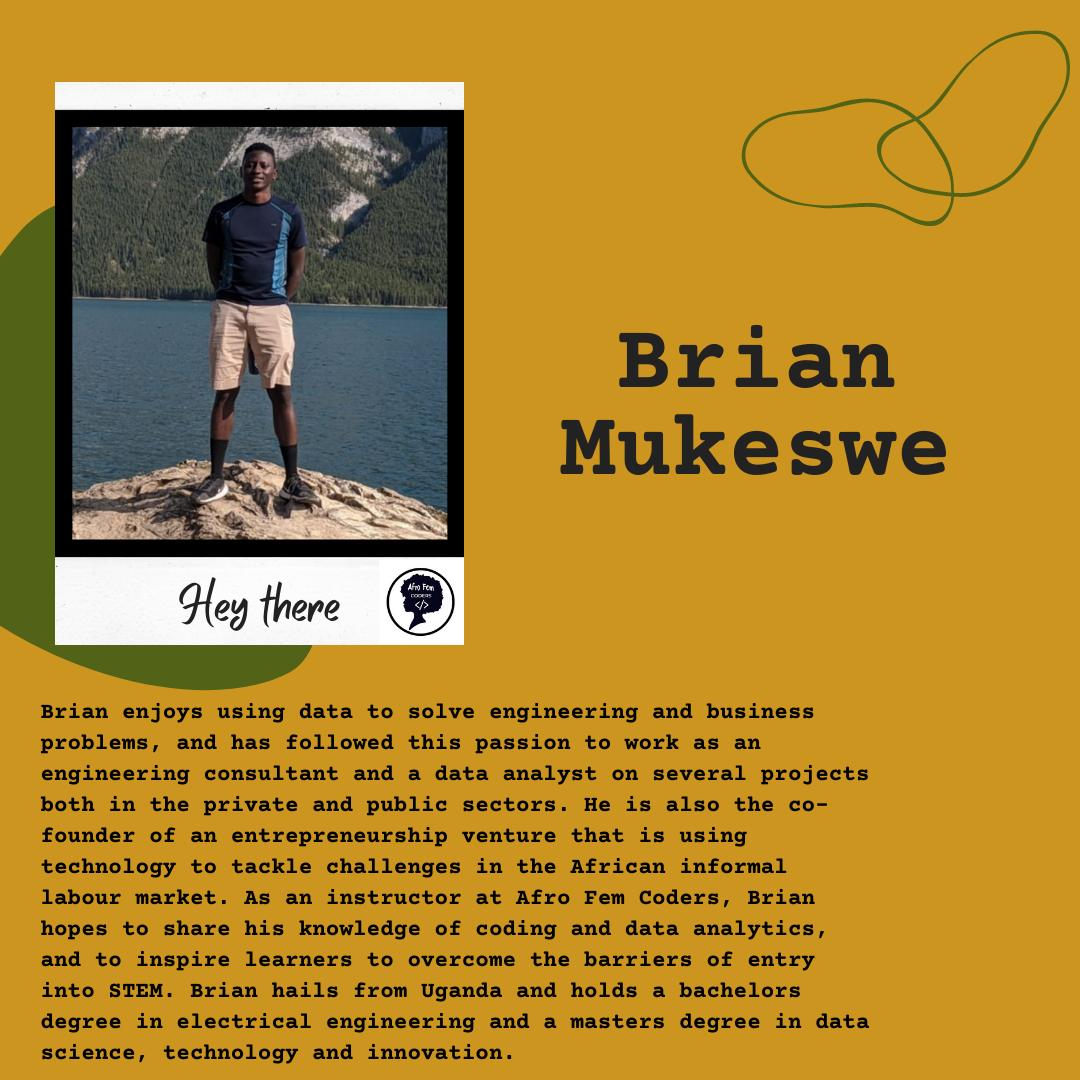 Brian
Mukeswe
Hey there
Afro Fem
CODERS
</>
Brian enjoys using data to solve engineering and business
problems, and has followed this passion to work as an
engineering consultant and a data analyst on several projects
both in the private and public sectors. He is also the co-
founder of an entrepreneurship venture that is using
technology to tackle challenges in the African informal
labour market. As an instructor at Afro Fem Coders, Brian
hopes to share his knowledge of coding and data analytics,
and to inspire learners to overcome the barriers of entry
into STEM. Brian hails from Uganda and holds a bachelors
degree in electrical engineering and a masters degree in data
science, technology and innovation.